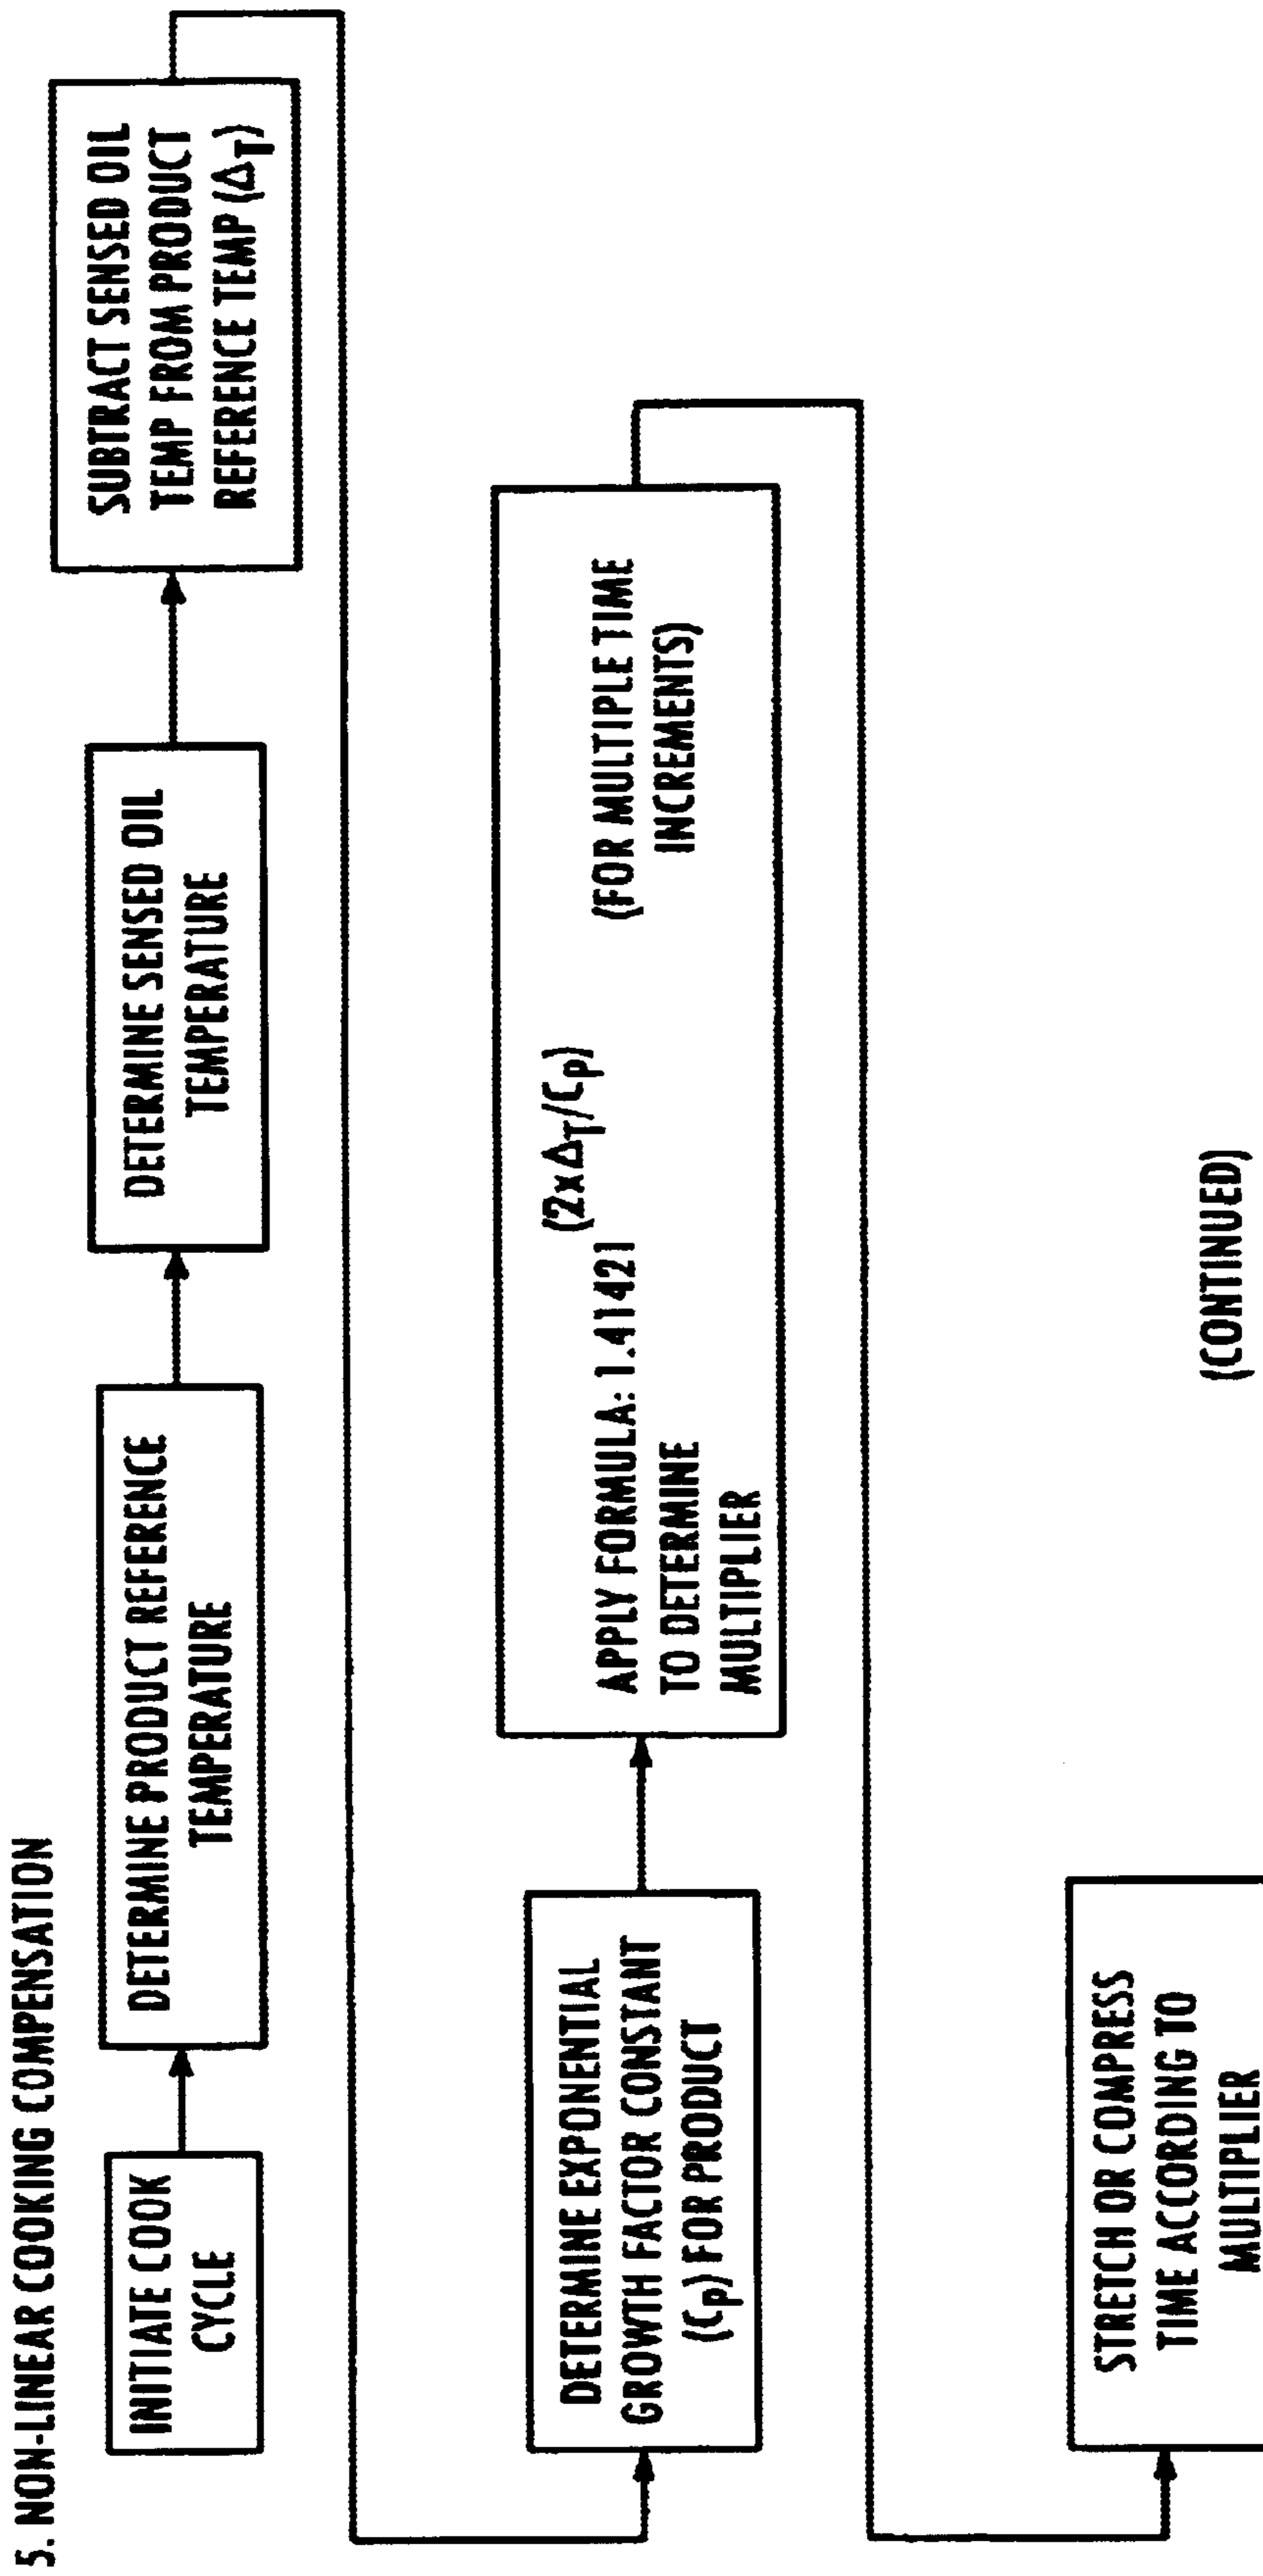 5. NON-LINEAR COOKING COMPENSATION
INITIATE COOK
CYCLE
DETERMINE PRODUCT REFERENCE
TEMPERATURE
DETERMINE SENSED OIL
TEMPERATURE
SUBTRACT SENSED OIL
TEMP FROM PRODUCT
REFERENCE TEMP (ΔT)
DETERMINE EXPONENTIAL
GROWTH FACTOR CONSTANT
(Cp) FOR PRODUCT
(2xΔT/Cp)
APPLY FORMULA: 1.41421
TO DETERMINE
MULTIPLIER
(FOR MULTIPLE TIME
INCREMENTS)
STRETCH OR COMPRESS
TIME ACCORDING TO
MULTIPLIER
(CONTINUED)